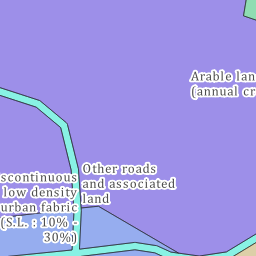 Arable lan
(annual cr
Other roads
and associated
land
scontinuous
low density
urban fabric
(S.L. : 10% -
30%)